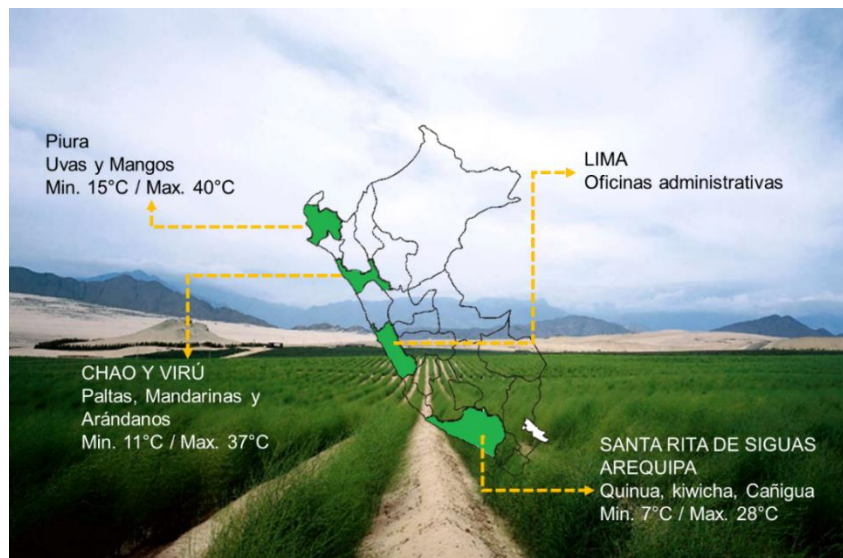 Piura
Uvas y Mangos
Min. 15°C / Max. 40°C
LIMA
Oficinas administrativas
CHAO Y VIRÚ
Paltas, Mandarinas y
Arándanos
Min. 11°C / Max. 37°C
SANTA RITA DE SIGUAS
AREQUIPA
Quinua, kiwicha, Cañigua
Min. 7°C / Max. 28°C